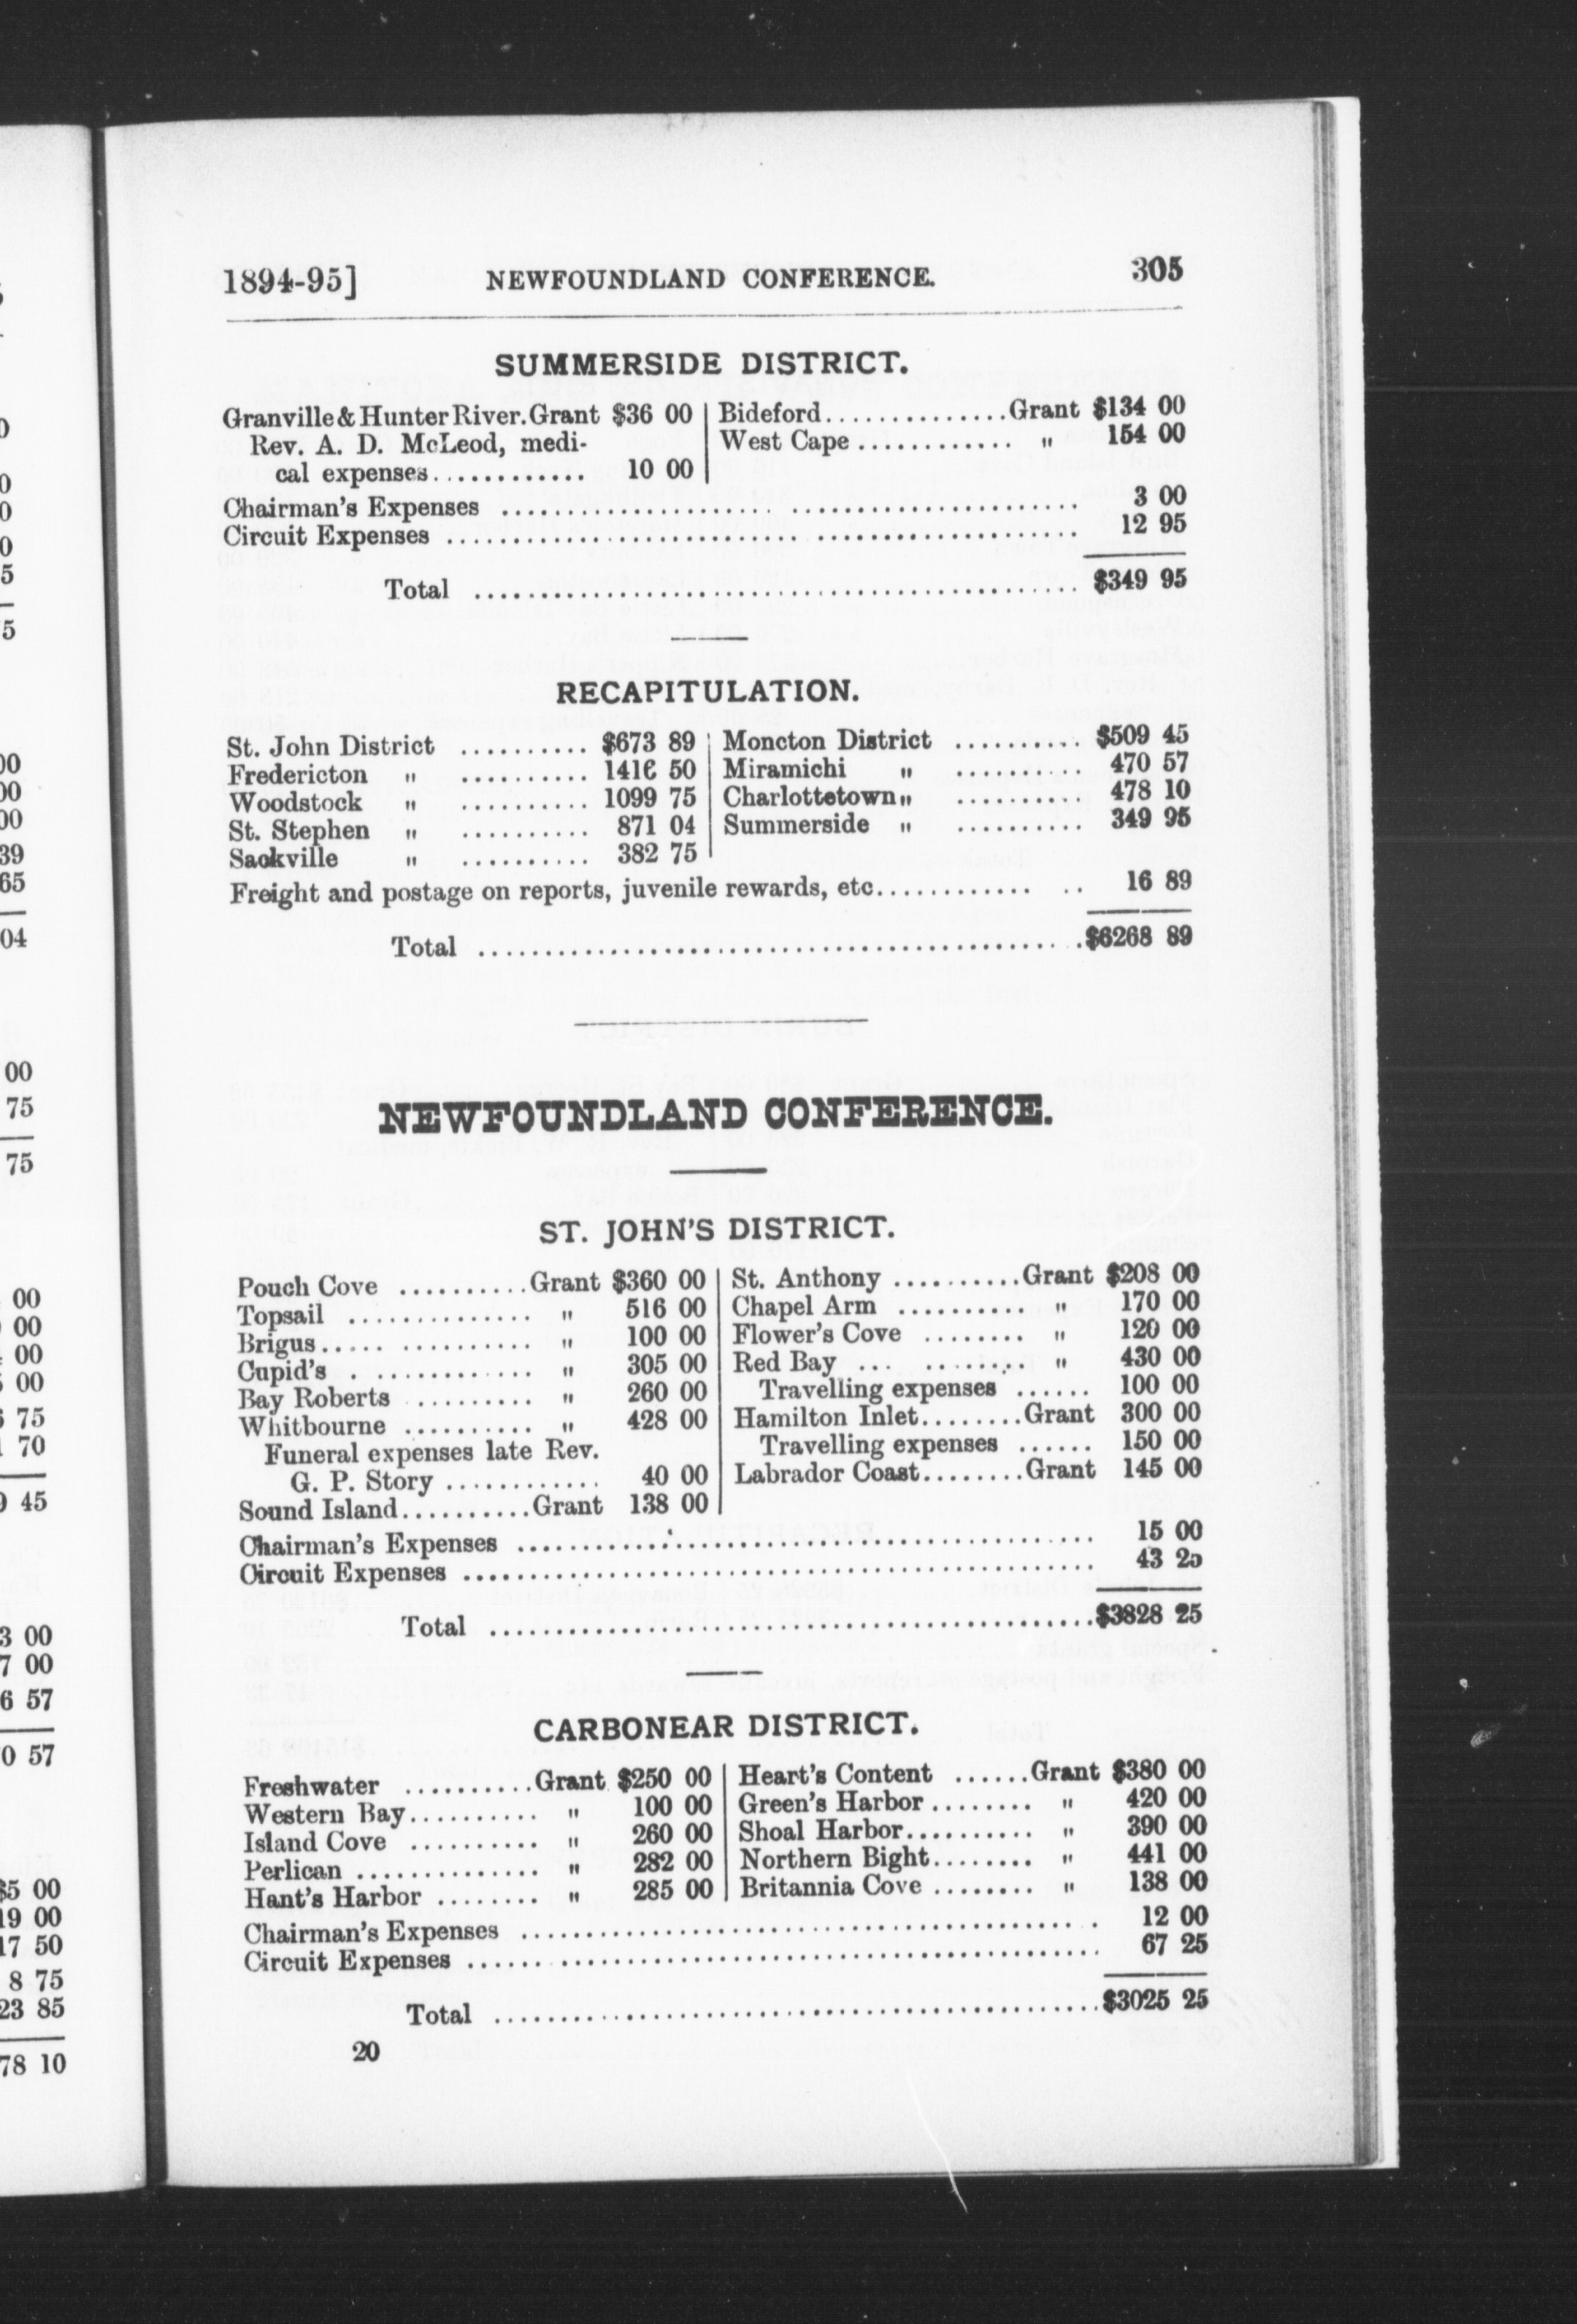 1894-95] NEWFOUNDLAND CONFERENCE. 305
SUMMERSIDE DISTRICT.
Granville & Hunter River. Grant $36 00
Rev. A. D. McLeod, medi-
cal expenses............ 10 00
Bideford..............Grant $134 00
West Cape ............ " 154 00
Chairman's Expenses .......... 3 00
Circuit Expenses .......... 12 95
Total .......... $349 95
RECAPITULATION.
St. John District .......... $673 89
Fredericton " .......... 1416 50
Woodstock " .......... 1099 75
St. Stephen " .......... 871 04
Sackville " .......... 382 75
Moncton District .......... $509 45
Miramichi " .......... 470 57
Charlottetown " .......... 478 10
Summerside " .......... 349 95
Freight and postage on reports, juvenile rewards, etc............ .. 16 89
Total ..........$6268 89
NEWFOUNDLAND CONFERENCE.
ST. JOHN'S DISTRICT.
Pouch Cove ..........Grant $360 00
Topsail .............. " 516 00
Brigus..... .......... " 100 00
Cupid's . ............ " 305 00
Bay Roberts .......... " 260 00
Whitbourne .......... " 428 00
Funeral expenses late Rev.
G. P. Story ............ 40 00
Sound Island..........Grant 138 00
St. Anthony ..........Grant $208 00
Chapel Arm .......... " 170 00
Flower's Cove ........ " 120 00
Red Bay ... ........ " 430 00
Travelling expenses ...... 100 00
Hamilton Inlet........Grant 300 00
Travelling expenses ...... 150 00
Labrador Coast........Grant 145 00
Chairman's Expenses .......... 15 00
Circuit Expenses .......... 43 25
Total ..........$3828 25
CARBONEAR DISTRICT.
Freshwater ..........Grant $250 00
Western Bay.......... " 100 00
Island Cove .......... " 260 00
Perlican .............. " 282 00
Hant's Harbor ........ " 285 00
Heart's Content ......Grant $380 00
Green's Harbor ........ " 420 00
Shoal Harbor.......... " 390 00
Northern Bight........ " 441 00
Britannia Cove ........ " 138 00
Chairman's Expenses .......... 12 00
Circuit Expenses .......... 67 25
Total ..........$3025 25
20